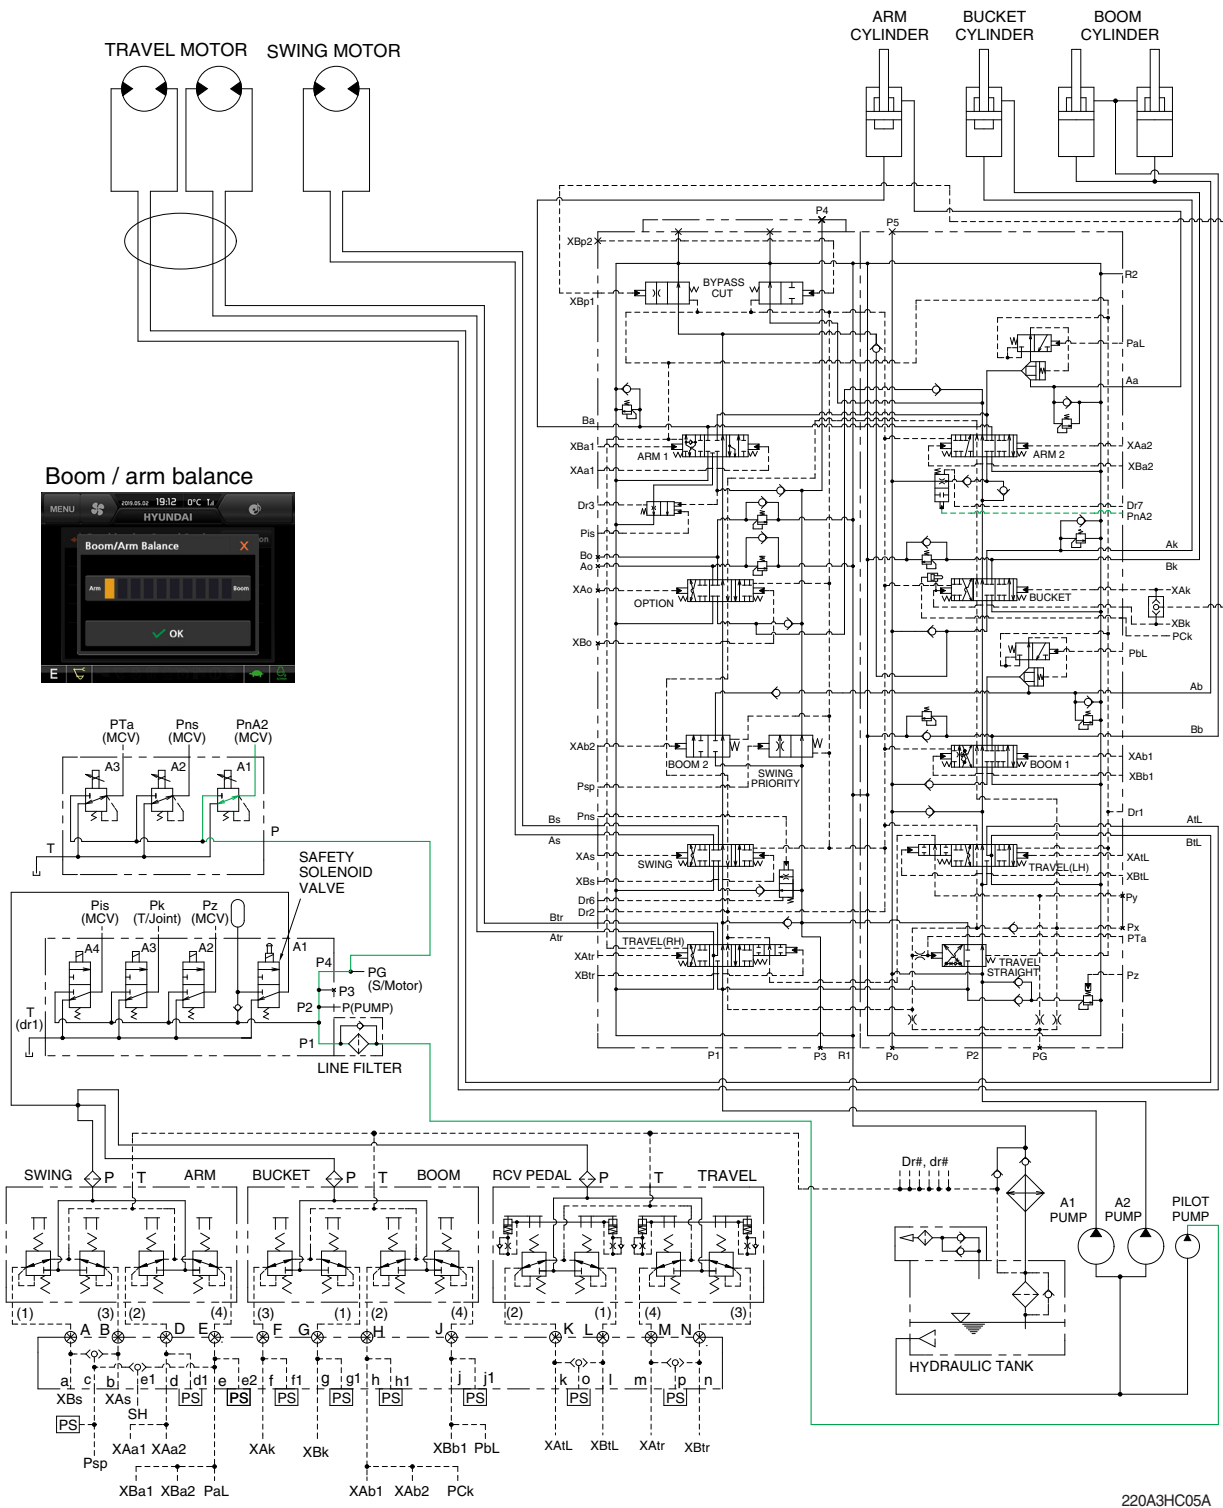 ARM
CYLINDER
BUCKET
CYLINDER
BOOM
CYLINDER
TRAVEL MOTOR
SWING MOTOR
P4
P5
XBp2
XBp1
BYPASS
CUT
R2
PaL
Aa
Ba
XBa1
XAa1
ARM 1
ARM 2
XAa2
XBa2
Dr3
Pis
Dr7
PnA2
Bo
Ao
XAo
OPTION
XBo
Ak
Bk
XAk
BUCKET
XBk
PCk
PbL
Ab
Bb
XAb2
BOOM 2
SWING
PRIORITY
Psp
BOOM 1
XAb1
XBb1
Pns
Bs
As
XAs
SWING
XBs
Dr6
Dr2
Dr1
AtL
BtL
XAtL
TRAVEL(LH)
XBtL
Py
Btr
Atr
TRAVEL(RH)
XAtr
XBtr
Px
PTa
TRAVEL
STRAIGHT
Pz
P1
P3
R1
Po
P2
PG
Boom / arm balance
MENU
2019.05.02
19:12
0°C
HYUNDAI
on
Boom/Arm Balance
X
Arm
Boom
OK
E
PTa
(MCV)
Pns
(MCV)
PnA2
(MCV)
A3
A2
A1
P
T
SAFETY
SOLENOID
VALVE
Pis
(MCV)
Pk
(T/Joint)
Pz
(MCV)
A4
A3
A2
A1
P4
PG
(S/Motor)
P3
P2
P(PUMP)
T
(dr1)
P1
LINE FILTER
SWING
P
T
ARM
BUCKET
P
T
BOOM
RCV PEDAL
P
T
TRAVEL
(1)
(3)
(2)
(4)
(3)
(1)
(2)
(4)
(2)
(1)
(4)
(3)
A
B
D
E
F
G
H
J
K
L
M
N
a
c
b
e1
d
d1
e
e2
f
f1
g
g1
h
h1
j
j1
k
o
l
m
p
n
XBs
XAs
PS
PS
PS
PS
PS
PS
PS
PS
PS
SH
Psp
XAa1
XAa2
XAk
XBk
XBb1
PbL
XAtL
XBtL
XAtr
XBtr
XBa1
XBa2
PaL
XAb1
XAb2
PCk
Dr#, dr#
A1
PUMP
A2
PUMP
PILOT
PUMP
HYDRAULIC TANK
220A3HC05A